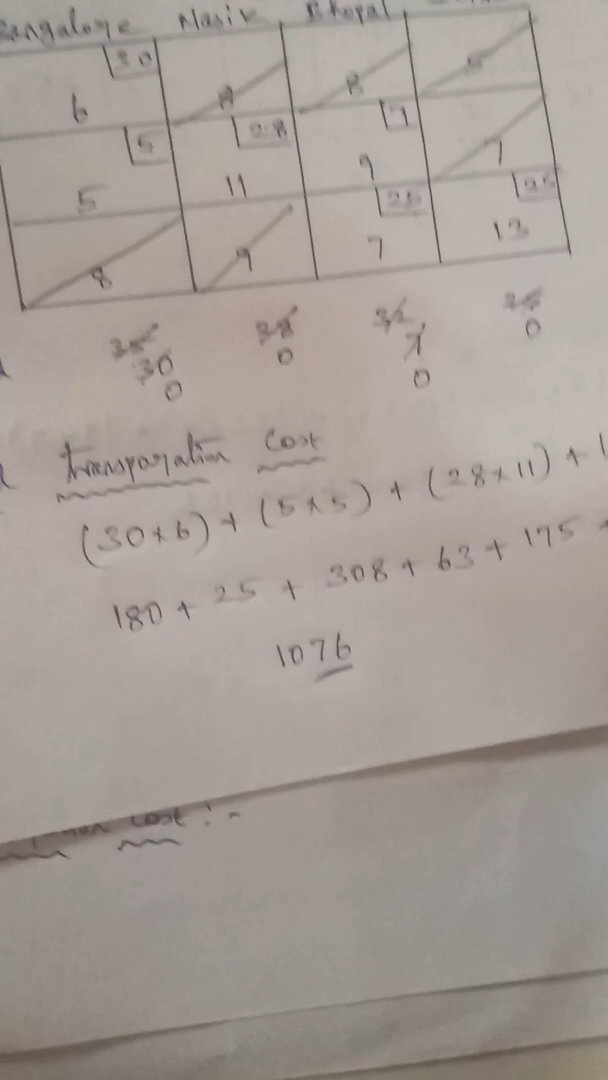 Bangalore Nasik Bhopal
30
6 8 8 5
5 28 7
5 11 9 7
25 25
8 9 7 13
35 28 32 25
30 0 7 0
0 0
Transporation Cost
(30×6) + (5×5) + (28×11) +
180 + 25 + 308 + 63 + 175 +
1076
cost :-